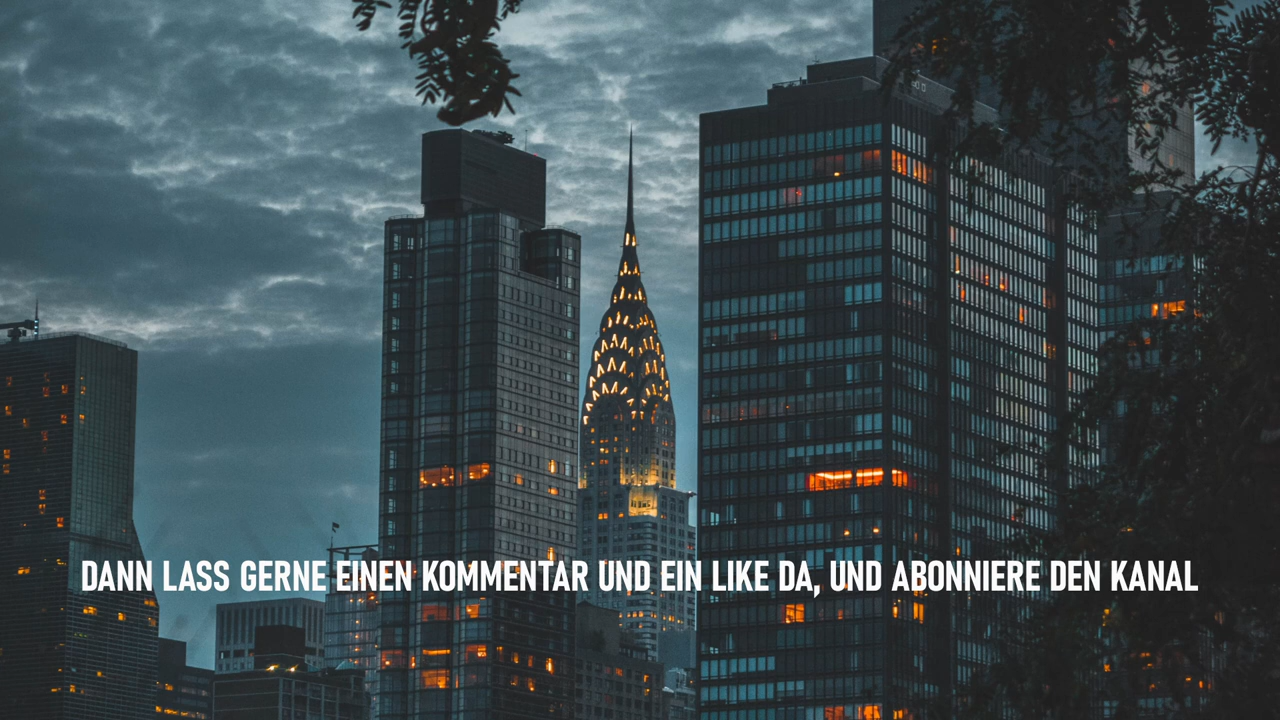 DANN LASS GERNE EINEN KOMMENTAR UND EIN LIKE DA, UND ABONNIERE DEN KANAL